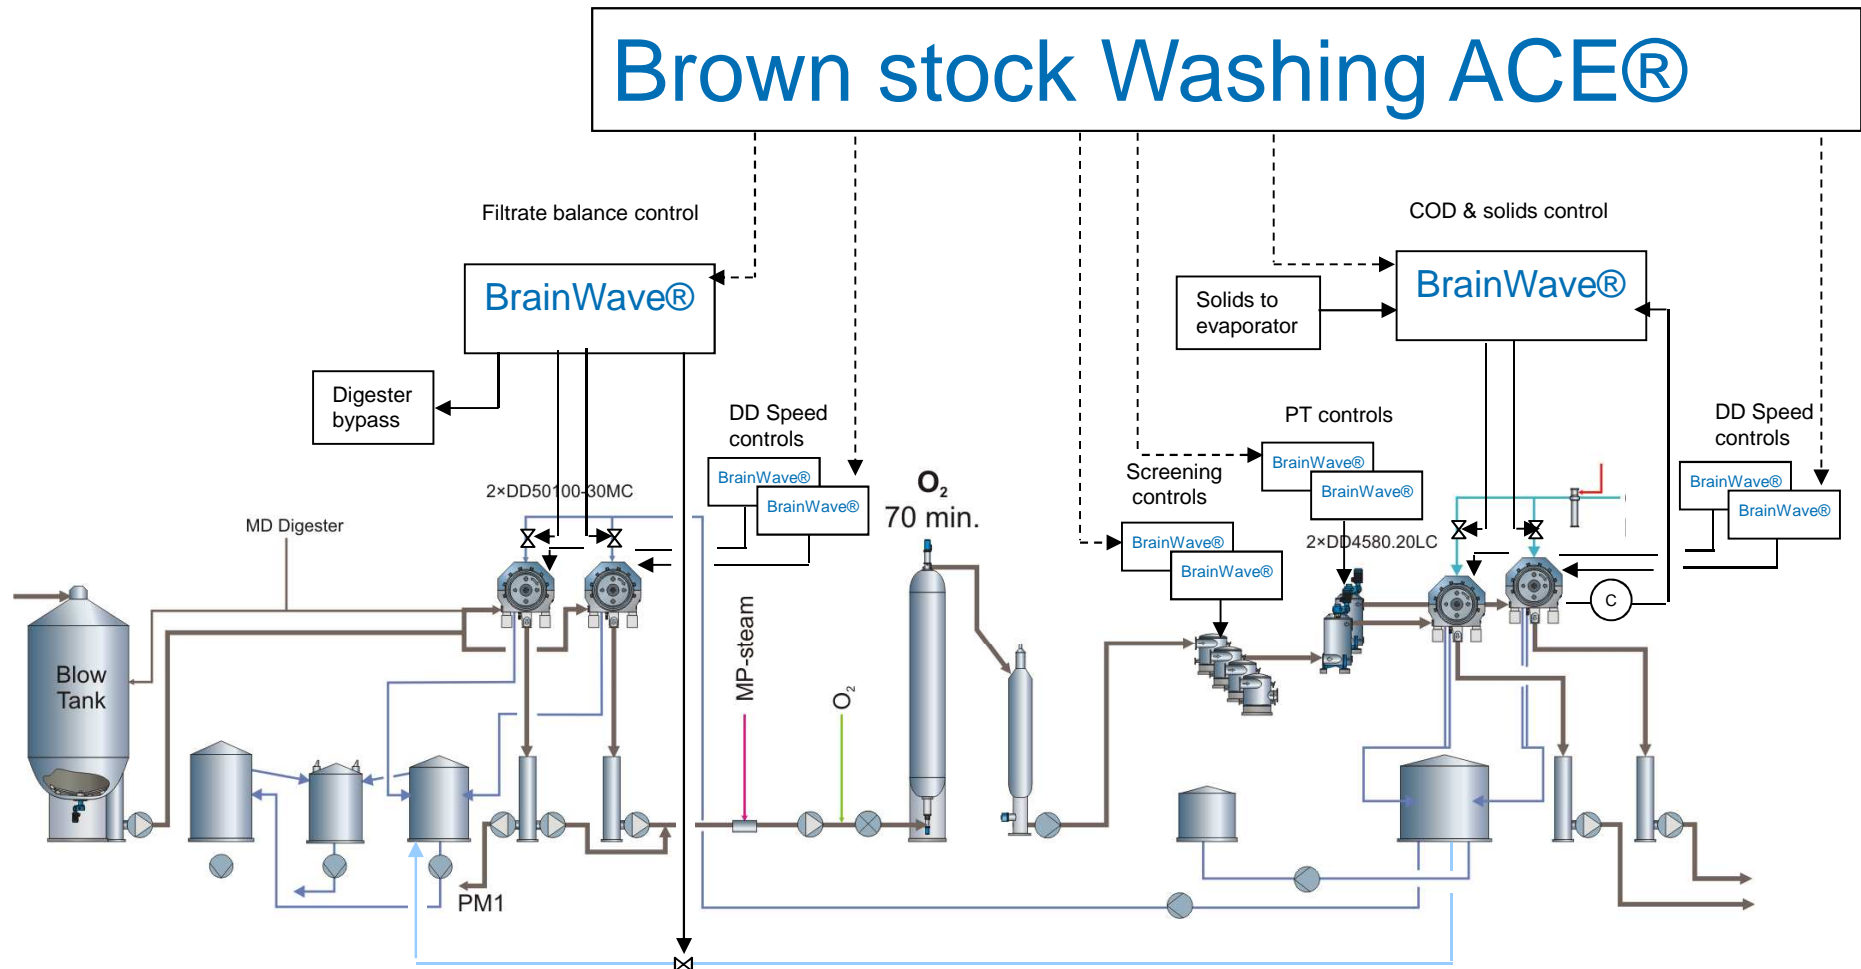 Brown stock Washing ACE®
Filtrate balance control
COD & solids control
BrainWave®
BrainWave®
Solids to
evaporator
Digester
bypass
DD Speed
controls
BrainWave®
BrainWave®
PT controls
BrainWave®
BrainWave®
DD Speed
controls
BrainWave®
BrainWave®
Screening
controls
BrainWave®
BrainWave®
2×DD50100-30MC
O₂
70 min.
MD Digester
2×DD4580.20LC
C
Blow
Tank
MP-steam
O₂
PM1